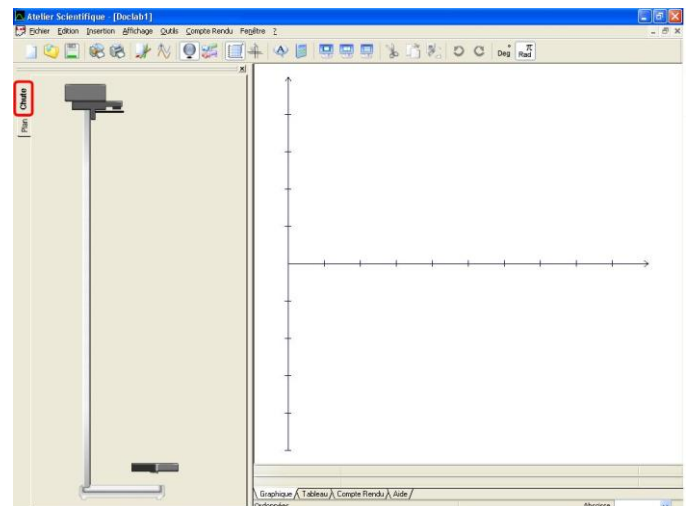 Atelier Scientifique - [Doclab1]
Fichier Edition Insertion Affichage Outils Compte Rendu Fenêtre ?
Deg π Rad
Chute
Plan
Graphique Tableau Compte Rendu Aide
Ordonnées Abscisse